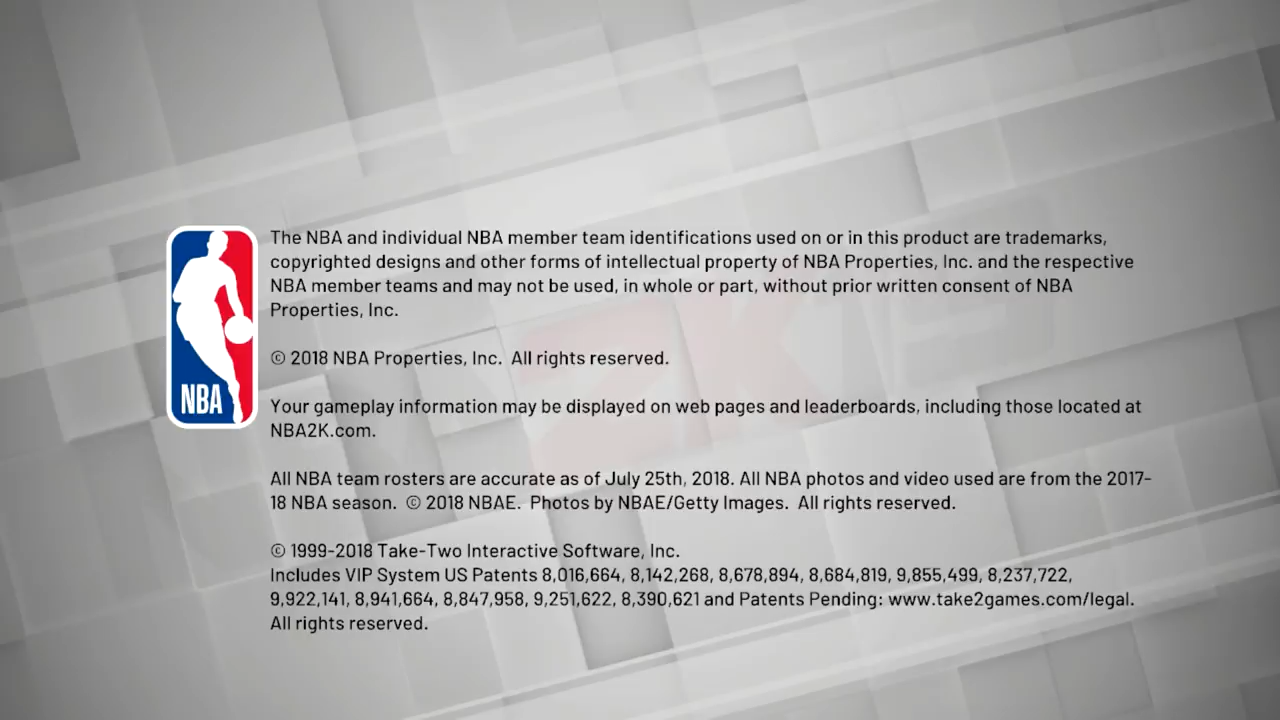 The NBA and individual NBA member team identifications used on or in this product are trademarks,
copyrighted designs and other forms of intellectual property of NBA Properties, Inc. and the respective
NBA member teams and may not be used, in whole or part, without prior written consent of NBA
Properties, Inc.
NBA
© 2018 NBA Properties, Inc.  All rights reserved.
Your gameplay information may be displayed on web pages and leaderboards, including those located at
NBA2K.com.
All NBA team rosters are accurate as of July 25th, 2018. All NBA photos and video used are from the 2017-
18 NBA season.  © 2018 NBAE.  Photos by NBAE/Getty Images.  All rights reserved.
© 1999-2018 Take-Two Interactive Software, Inc.
Includes VIP System US Patents 8,016,664, 8,142,268, 8,678,894, 8,684,819, 9,855,499, 8,237,722,
9,922,141, 8,941,664, 8,847,958, 9,251,622, 8,390,621 and Patents Pending: www.take2games.com/legal.
All rights reserved.
2K19